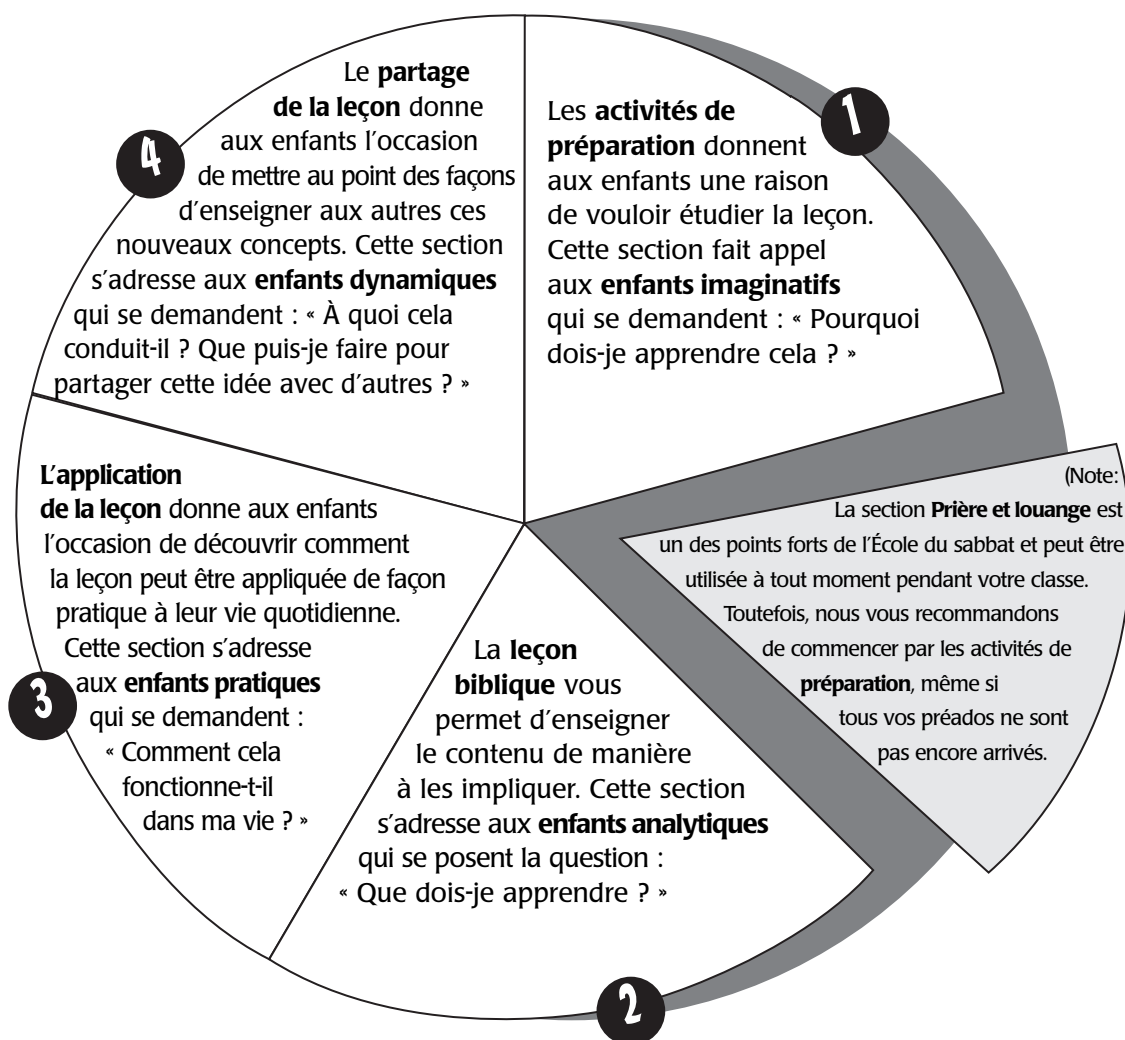 1
Les activités de
préparation donnent
aux enfants une raison
de vouloir étudier la leçon.
Cette section fait appel
aux enfants imaginatifs
qui se demandent : « Pourquoi
dois-je apprendre cela ? »
(Note:
La section Prière et louange est
un des points forts de l’École du sabbat et peut être
utilisée à tout moment pendant votre classe.
Toutefois, nous vous recommandons
de commencer par les activités de
préparation, même si
tous vos préados ne sont
pas encore arrivés.
2
La leçon
biblique vous
permet d’enseigner
le contenu de manière
à les impliquer. Cette section
s’adresse aux enfants analytiques
qui se posent la question :
« Que dois-je apprendre ? »
3
L’application
de la leçon donne aux enfants
l’occasion de découvrir comment
la leçon peut être appliquée de façon
pratique à leur vie quotidienne.
Cette section s’adresse
aux enfants pratiques
qui se demandent :
« Comment cela
fonctionne-t-il
dans ma vie ? »
4
Le partage
de la leçon donne
aux enfants l’occasion
de mettre au point des façons
d’enseigner aux autres ces
nouveaux concepts. Cette section
s’adresse aux enfants dynamiques
qui se demandent : « À quoi cela
conduit-il ? Que puis-je faire pour
partager cette idée avec d’autres ? »